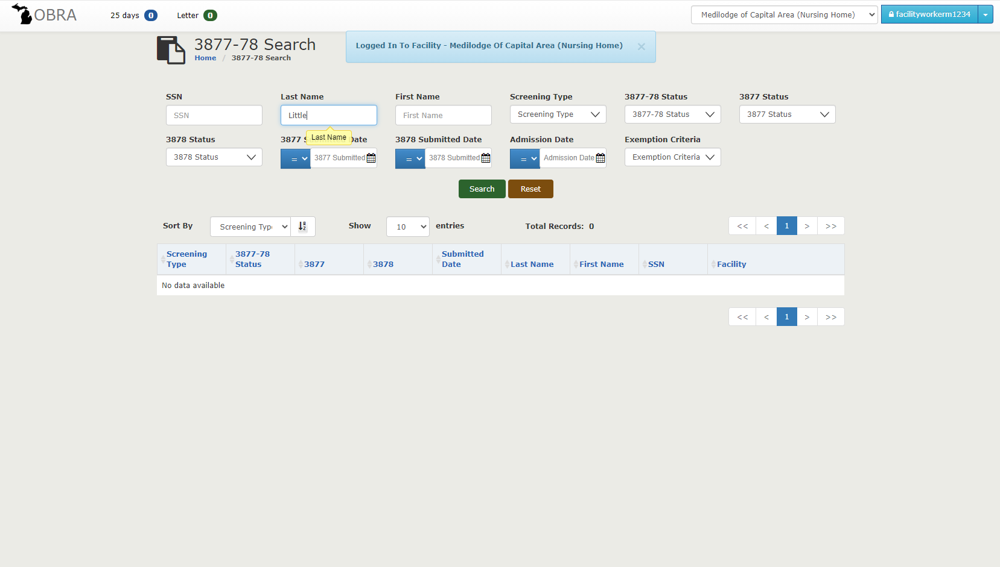 OBRA
25 days 0 Letter 0
Medilodge of Capital Area (Nursing Home)
facilityworkerm1234
3877-78 Search
Home / 3877-78 Search
Logged In To Facility - Medilodge Of Capital Area (Nursing Home) ×
SSN Last Name First Name Screening Type 3877-78 Status 3877 Status
SSN Little First Name Screening Type 3877-78 Status 3877 Status
Last Name
3878 Status 3877 Date 3878 Submitted Date Admission Date Exemption Criteria
3878 Status = 3877 Submitted = 3878 Submitted = Admission Date Exemption Criteria
Search Reset
Sort By Screening Show 10 entries Total Records: 0 << < 1 > >>
Screening Type 3877-78 Status 3877 3878 Submitted Date Last Name First Name SSN Facility
No data available
<< < 1 > >>